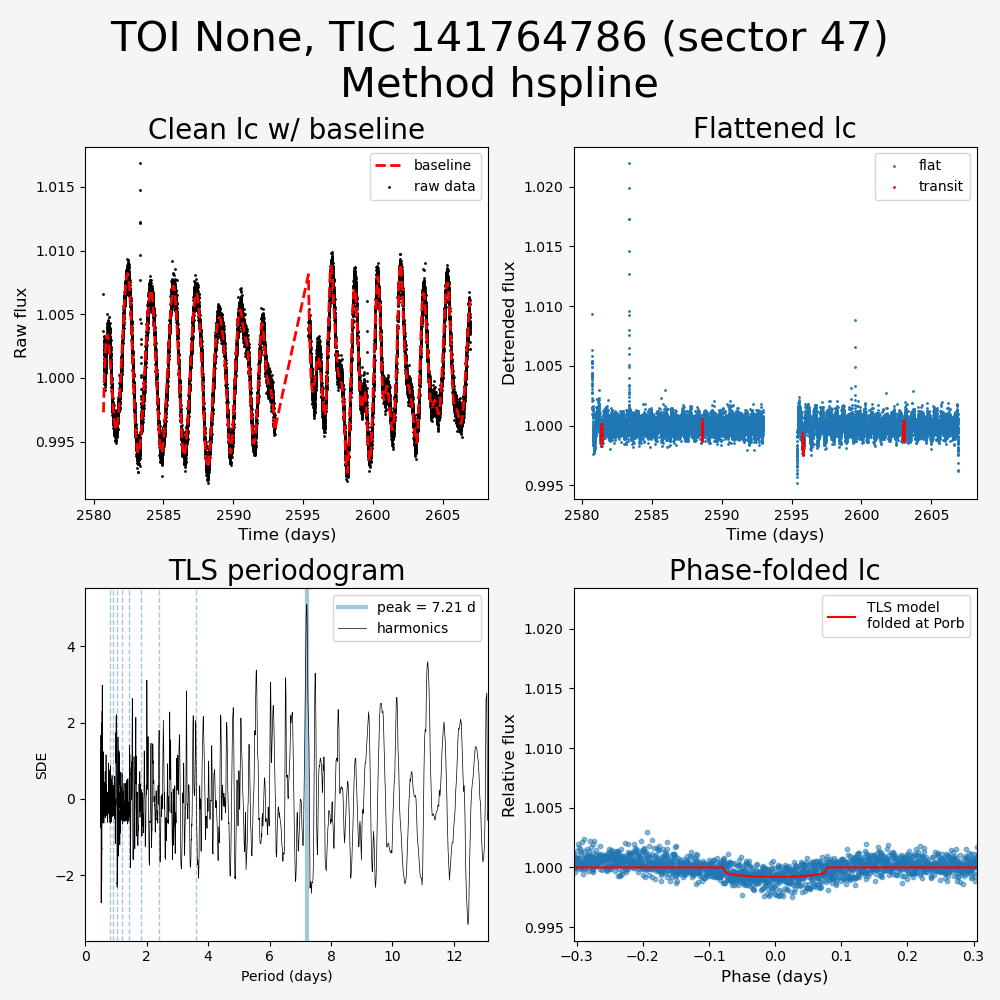 TOI None, TIC 141764786 (sector 47)
Method hspline
Clean lc w/ baseline
baseline
raw data
1.015
1.010
1.005
1.000
0.995
Raw flux
2580
2585
2590
2595
2600
2605
Time (days)
Flattened lc
flat
transit
1.020
1.015
1.010
1.005
1.000
0.995
Detrended flux
2580
2585
2590
2595
2600
2605
Time (days)
TLS periodogram
peak = 7.21 d
harmonics
4
2
0
−2
SDE
0
2
4
6
8
10
12
Period (days)
Phase-folded lc
TLS model
folded at Porb
1.020
1.015
1.010
1.005
1.000
0.995
Relative flux
−0.3
−0.2
−0.1
0.0
0.1
0.2
0.3
Phase (days)